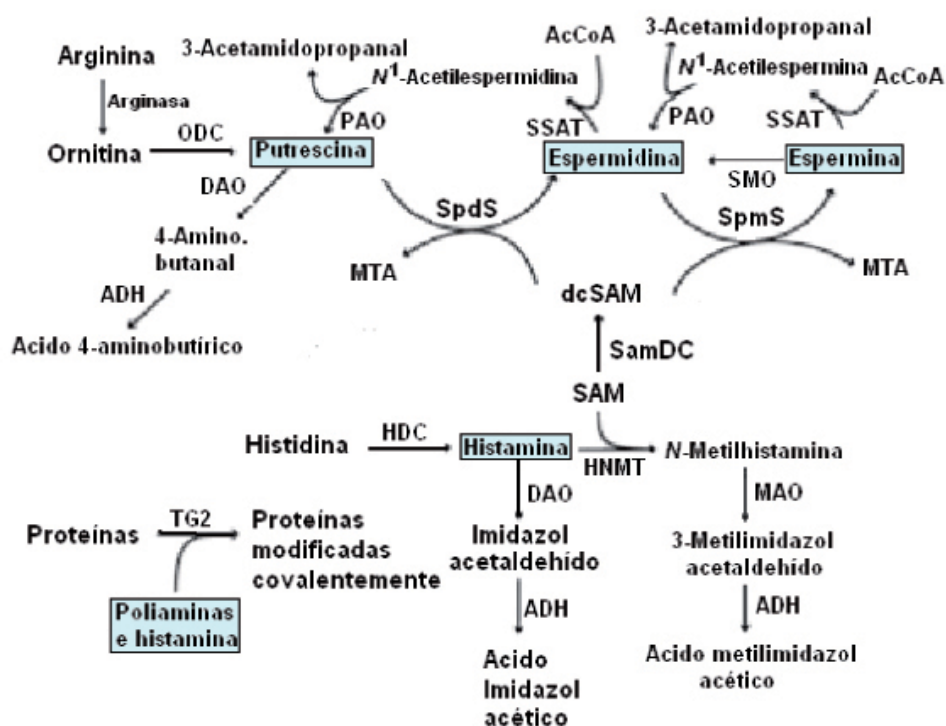 3-Acetamidopropanal
AcCoA
3-Acetamidopropanal
Arginina
N¹-Acetilespermidina
N¹-Acetilespermina
AcCoA
Arginasa
PAO
SSAT
PAO
SSAT
ODC
Ornitina
Putrescina
Espermidina
Espermina
SMO
DAO
SpdS
SpmS
4-Amino.
butanal
MTA
MTA
ADH
dcSAM
Acido 4-aminobutírico
SamDC
SAM
HDC
Histidina
Histamina
N-Metilhistamina
HNMT
DAO
MAO
TG2
Proteínas
Proteínas
modificadas
covalentemente
Imidazol
acetaldehído
3-Metilimidazol
acetaldehído
Poliaminas
e histamina
ADH
ADH
Acido
Imidazol
acético
Acido metilimidazol
acético